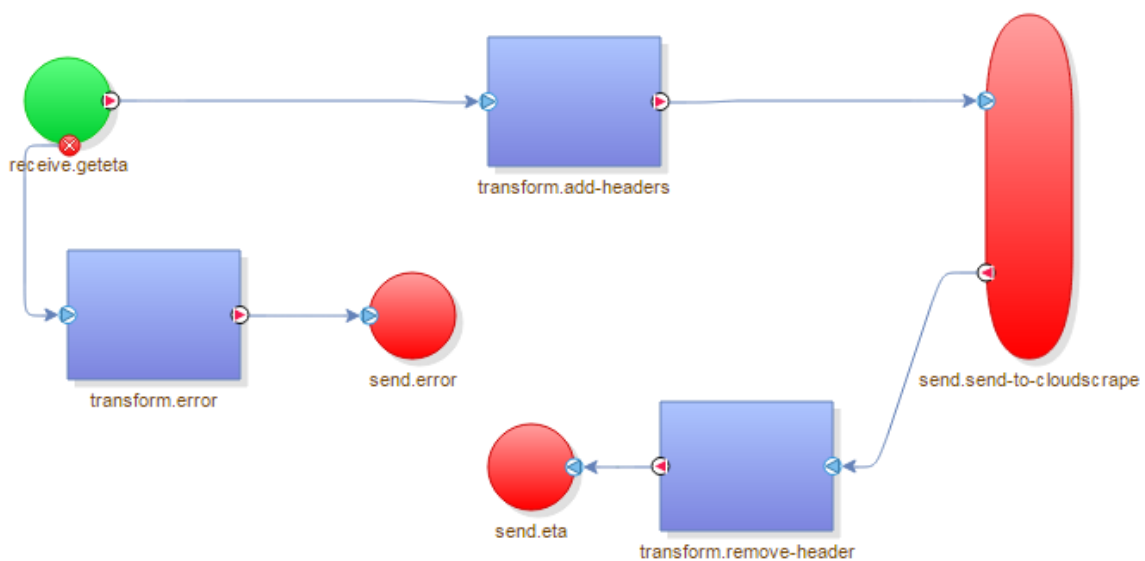 receive.geteta
transform.add-headers
transform.error
send.error
send.send-to-cloudscrape
send.eta
transform.remove-header